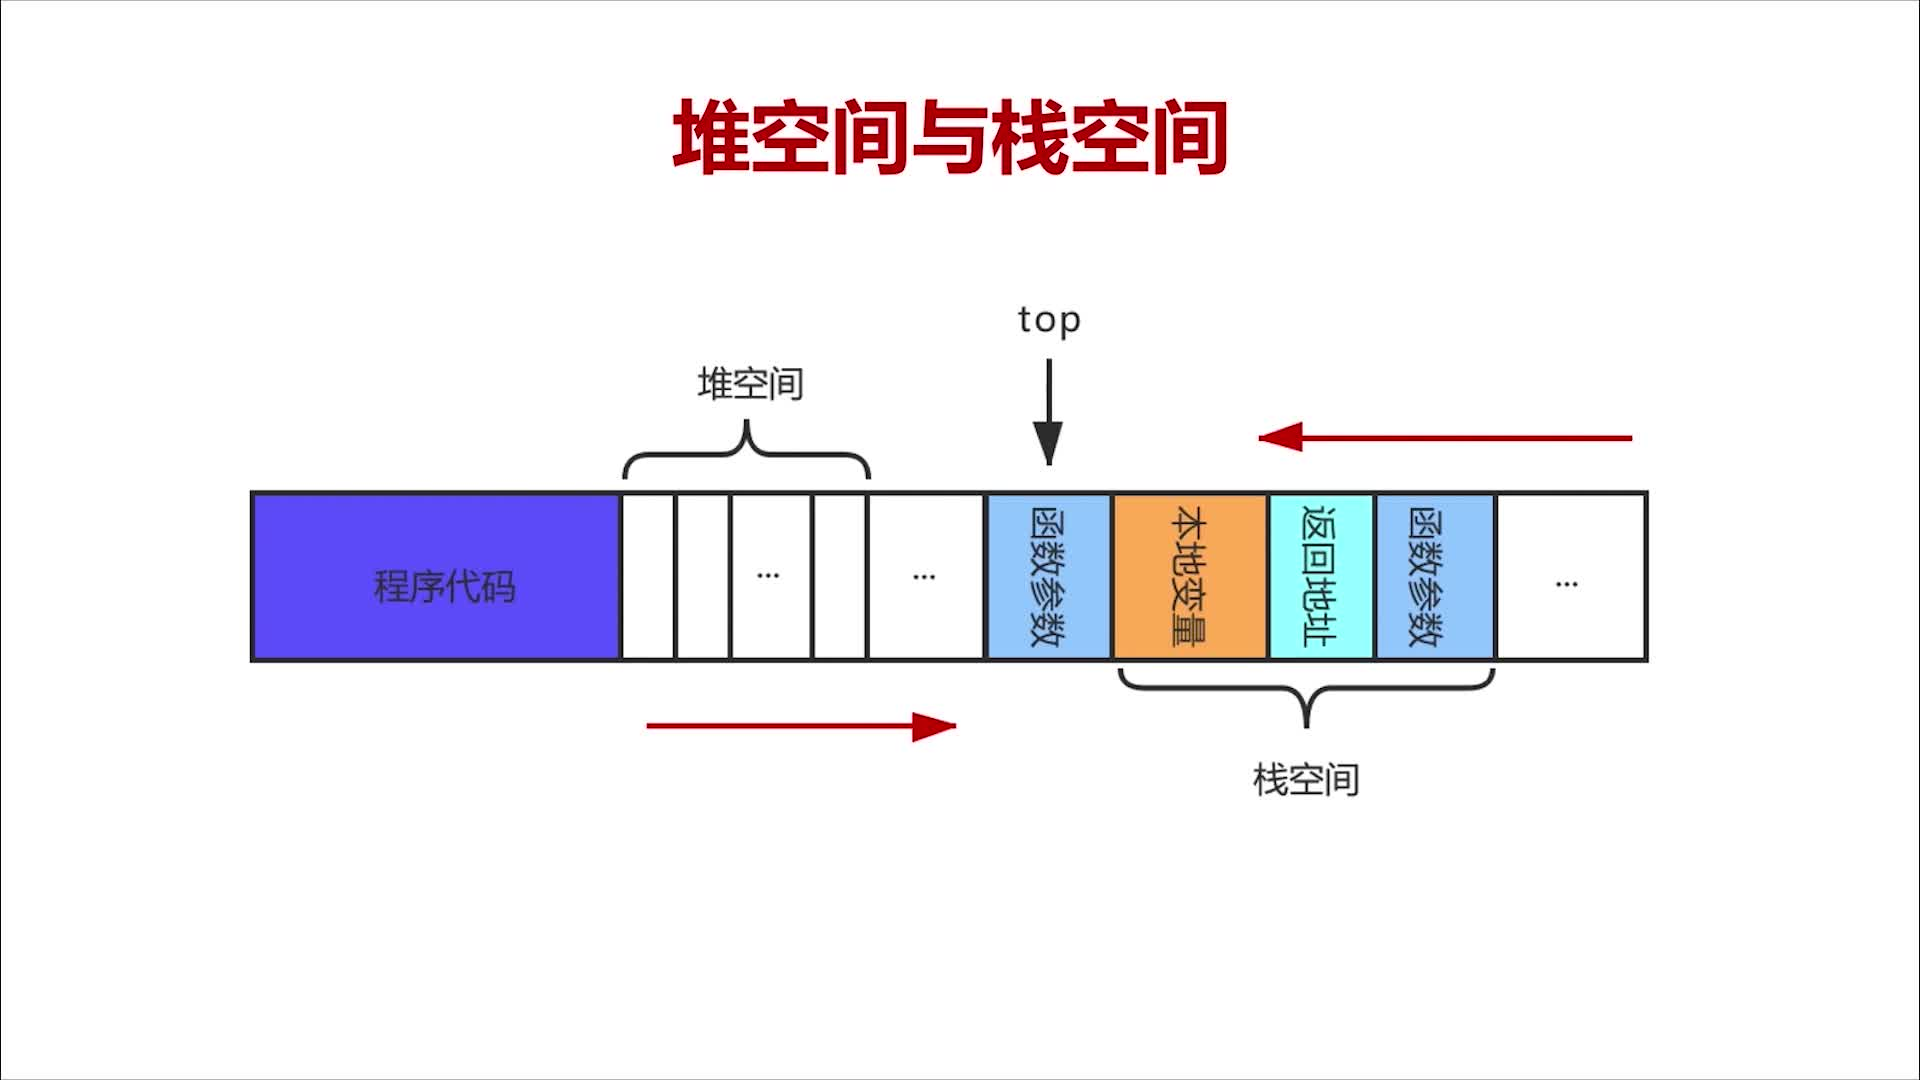 堆空间与栈空间
top
堆空间
程序代码
...
...
函数参数
本地变量
返回地址
函数参数
...
栈空间